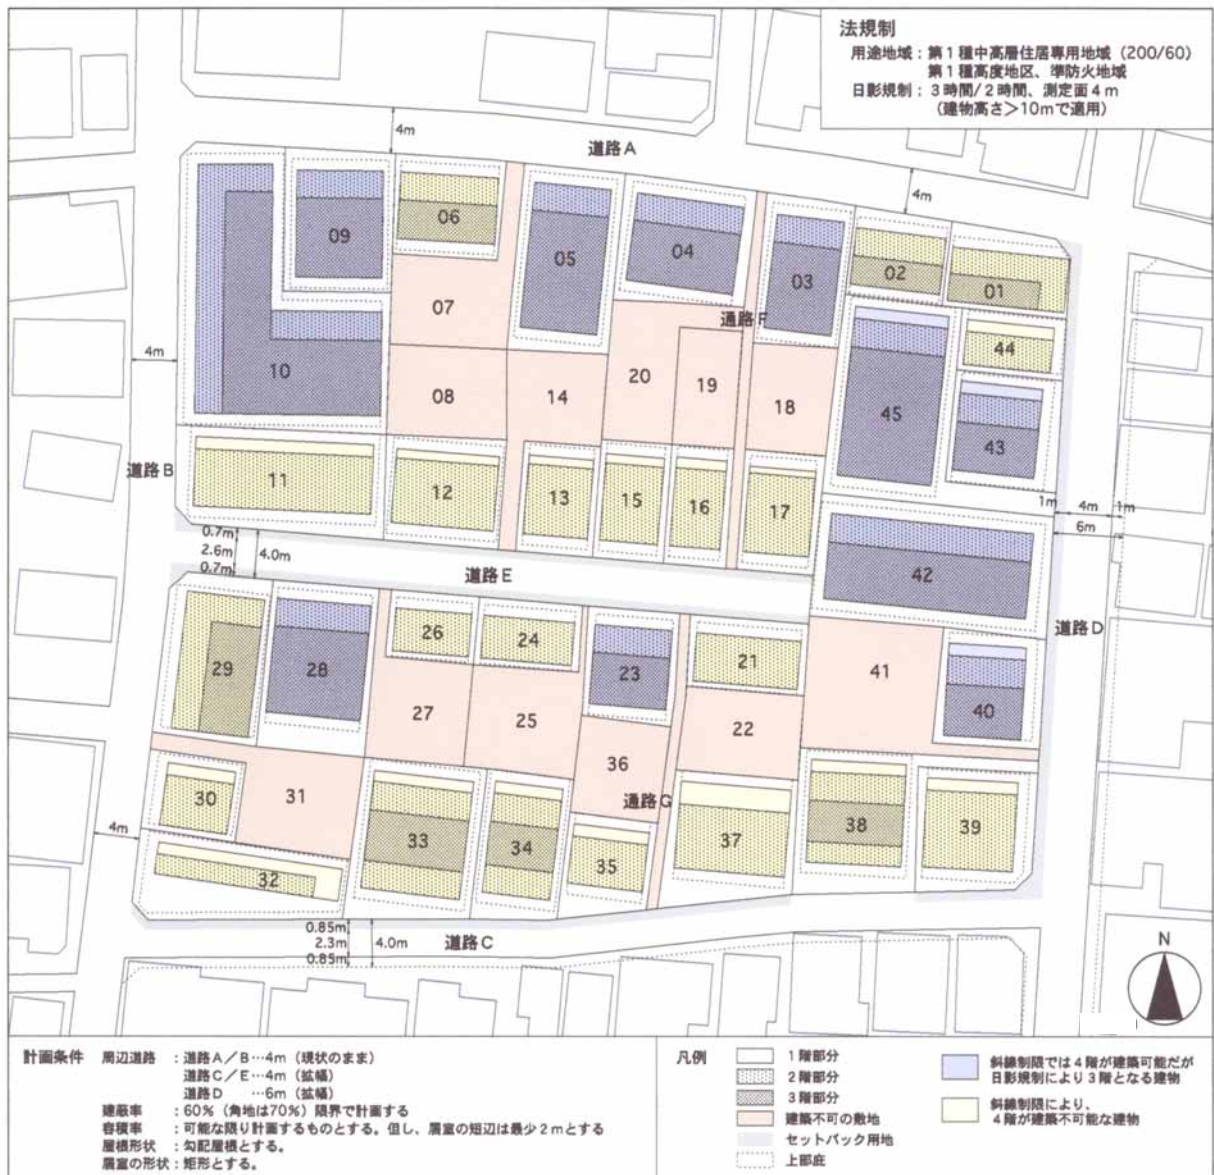 法規制
用途地域：第1種中高層住居専用地域（200/60）
第1種高度地区、準防火地域
日影規制：3時間/2時間、測定面4m
（建物高さ＞10mで適用）
4m
道路A
4m
06
09
05
04
03
02
01
07
通路F
44
4m
10
20
19
08
14
18
45
43
道路B
11
12
13
15
16
17
1m
4m
1m
6m
0.7m
2.6m
0.7m
4.0m
道路E
42
道路D
26
24
29
28
23
21
41
40
27
25
22
36
31
30
通路G
4m
33
34
35
37
38
39
32
0.85m
2.3m
0.85m
4.0m
道路C
N
計画条件
周辺道路：道路A／B…4m（現状のまま）
道路C／E…4m（拡幅）
道路D …6m（拡幅）
建蔽率：60%（角地は70%）限界で計画する
容積率：可能な限り計画するものとする。但し、居室の短辺は最少2mとする
屋根形状：勾配屋根とする。
居室の形状：矩形とする。
凡例
1階部分
2階部分
3階部分
建築不可の敷地
セットバック用地
上部庇
斜線制限では4階が建築可能だが
日影規制により3階となる建物
斜線制限により、
4階が建築不可能な建物